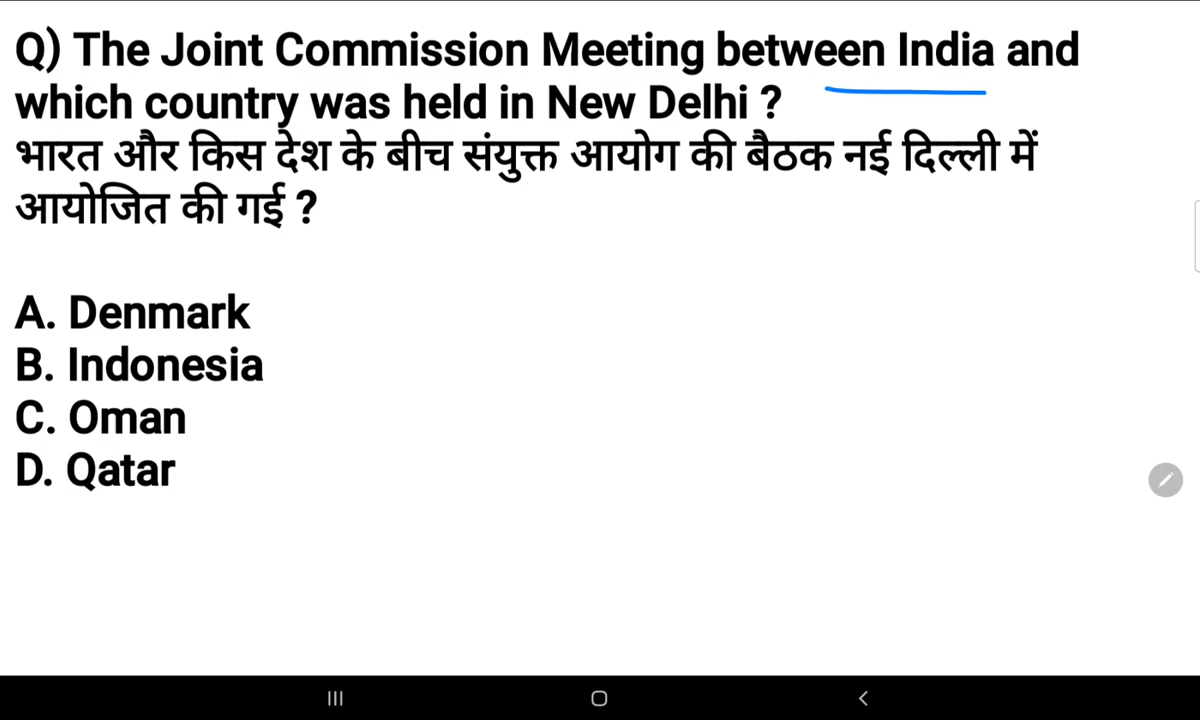 Q) The Joint Commission Meeting between India and
which country was held in New Delhi ?
भारत और किस देश के बीच संयुक्त आयोग की बैठक नई दिल्ली में
आयोजित की गई ?
A. Denmark
B. Indonesia
C. Oman
D. Qatar